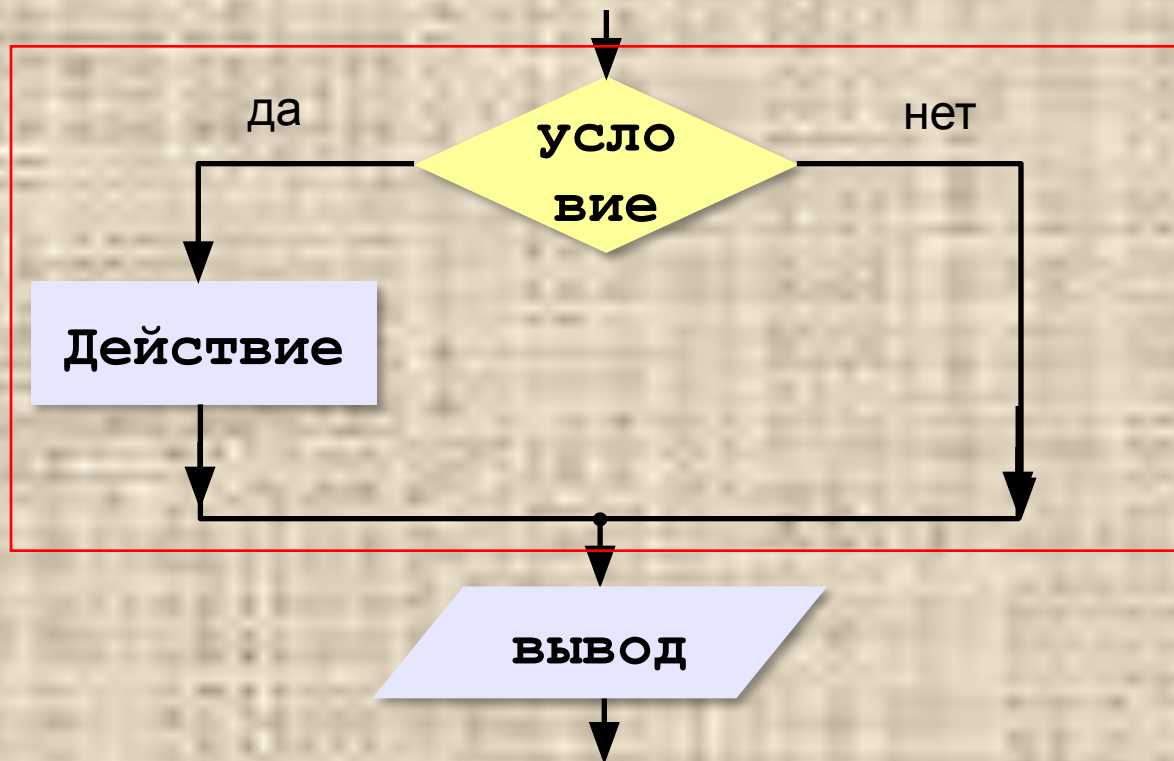 да
нет
усло
вие
Действие
вывод